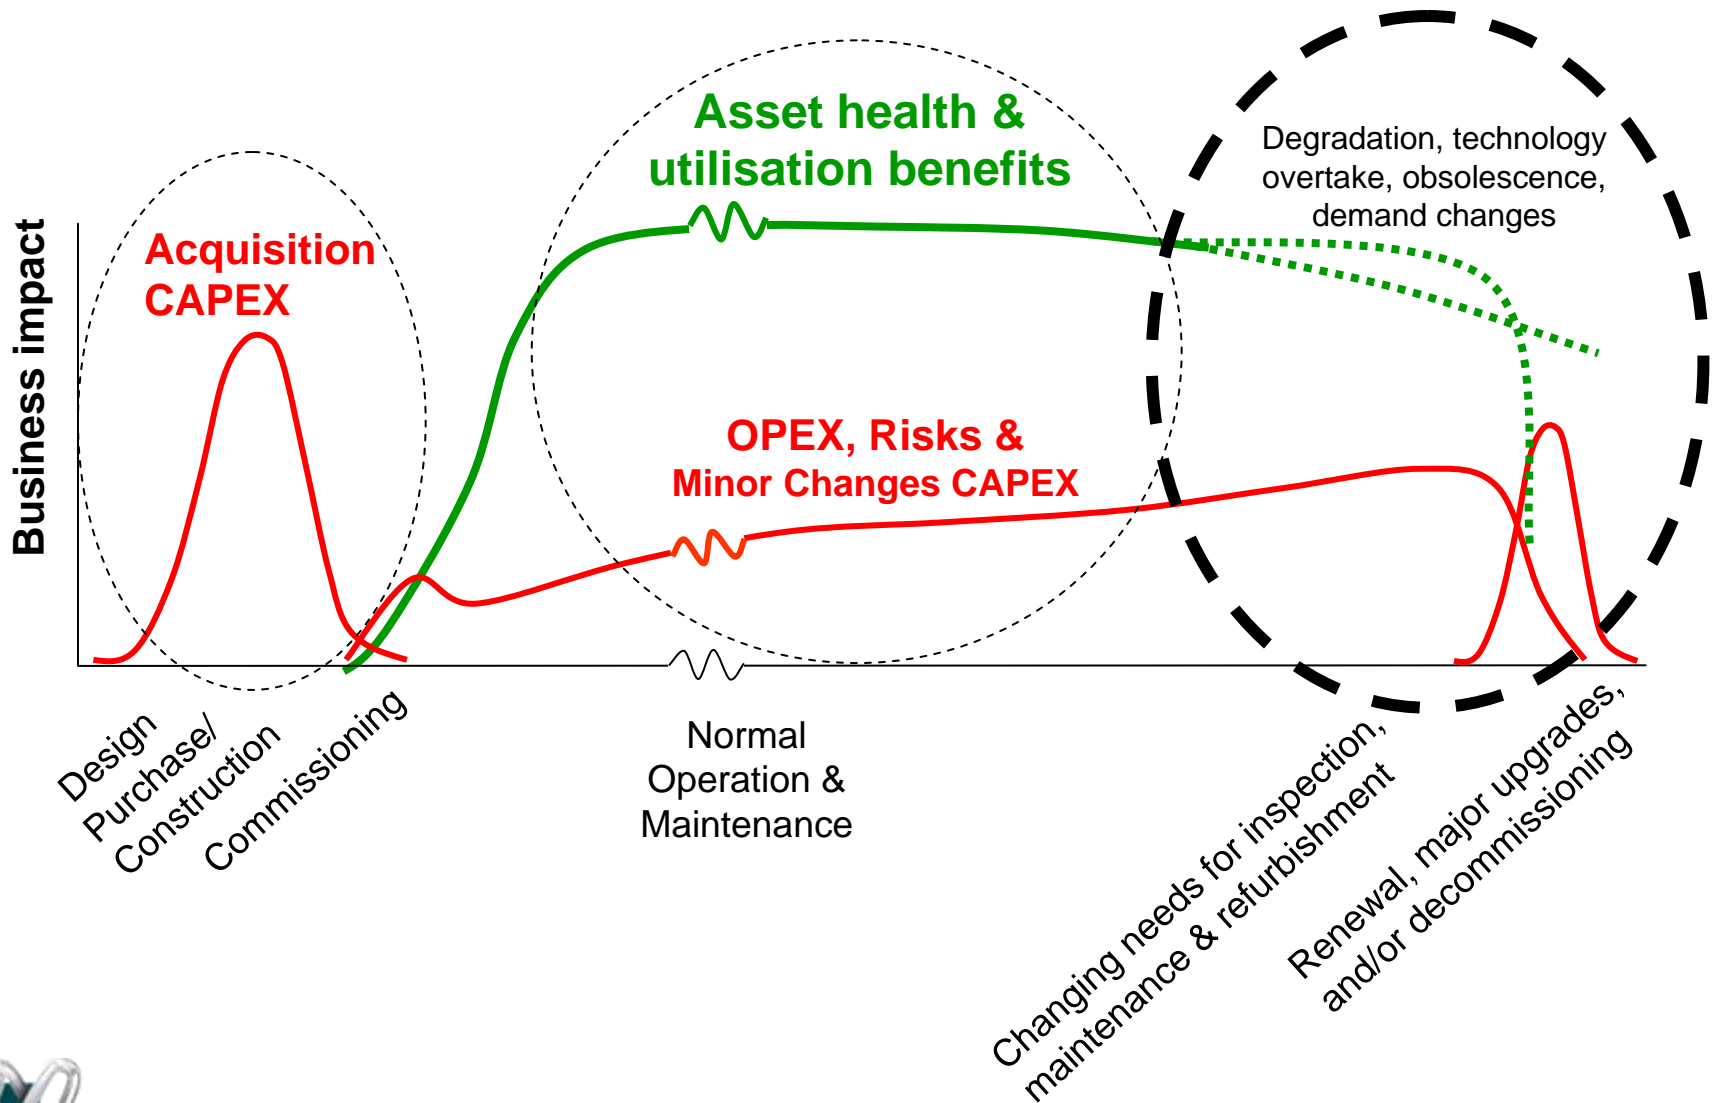 Asset health &
utilisation benefits
Degradation, technology
overtake, obsolescence,
demand changes
Acquisition
CAPEX
Business impact
OPEX, Risks &
Minor Changes CAPEX
Design
Purchase/
Construction
Commissioning
Normal
Operation &
Maintenance
Changing needs for inspection,
maintenance & refurbishment
Renewal, major upgrades,
and/or decommissioning